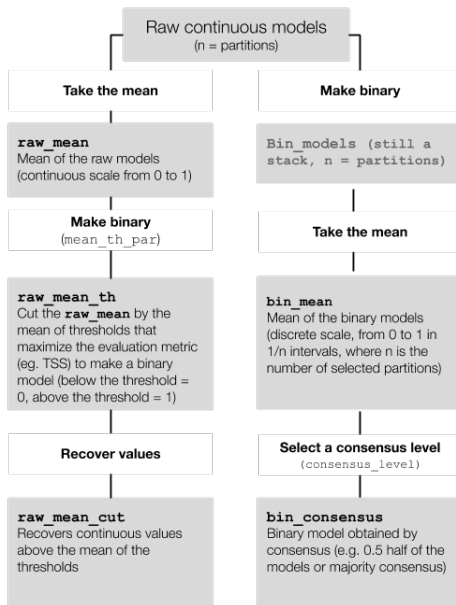 Raw continuous models
(n = partitions)
Take the mean
raw_mean
Mean of the raw models
(continuous scale from 0 to 1)
Make binary
(mean_th_par)
raw_mean_th
Cut the raw_mean by the
mean of thresholds that
maximize the evaluation metric
(eg. TSS) to make a binary
model (below the threshold =
0, above the threshold = 1)
Recover values
raw_mean_cut
Recovers continuous values
above the mean of the
thresholds
Make binary
Bin_models (still a
stack, n = partitions)
Take the mean
bin_mean
Mean of the binary models
(discrete scale, from 0 to 1 in
1/n intervals, where n is the
number of selected partitions)
Select a consensus level
(consensus_level)
bin_consensus
Binary model obtained by
consensus (e.g. 0.5 half of the
models or majority consensus)